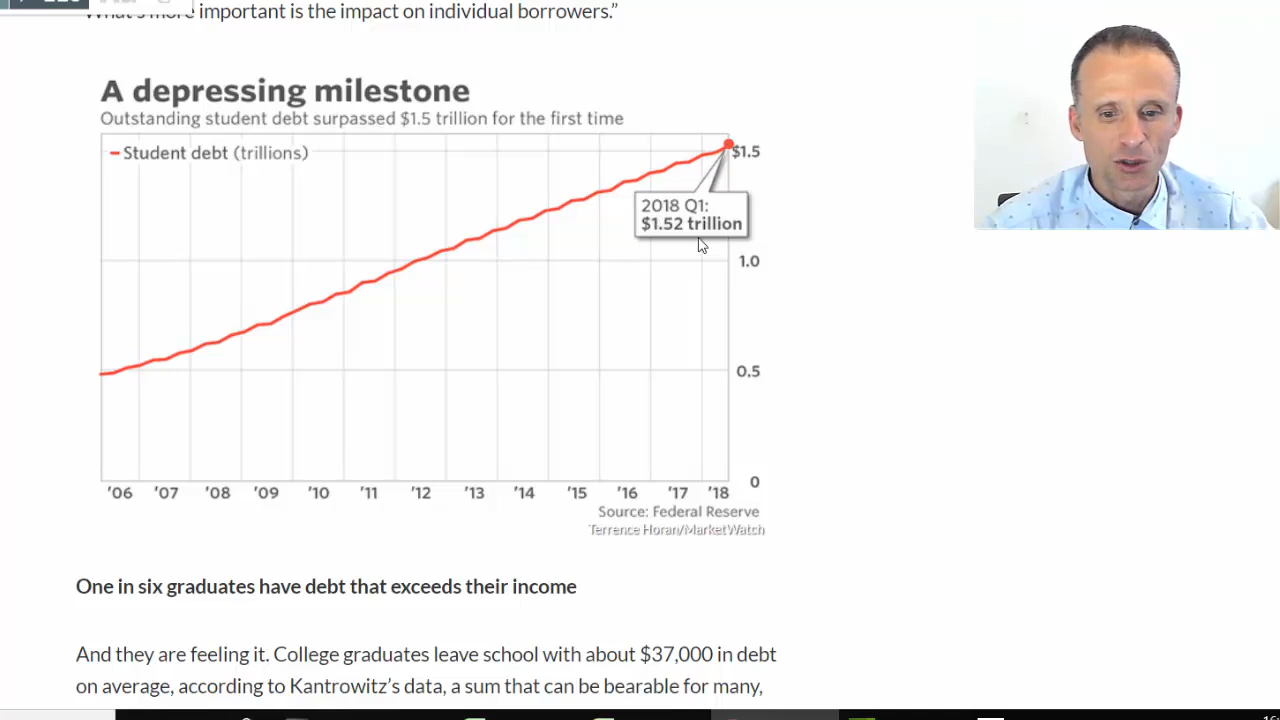 "What's more important is the impact on individual borrowers."
A depressing milestone
Outstanding student debt surpassed $1.5 trillion for the first time
Student debt (trillions)
$1.5
2018 Q1:
$1.52 trillion
1.0
0.5
0
'06 '07 '08 '09 '10 '11 '12 '13 '14 '15 '16 '17 '18
Source: Federal Reserve
Terrence Horan/MarketWatch
One in six graduates have debt that exceeds their income
And they are feeling it. College graduates leave school with about $37,000 in debt
on average, according to Kantrowitz's data, a sum that can be bearable for many,